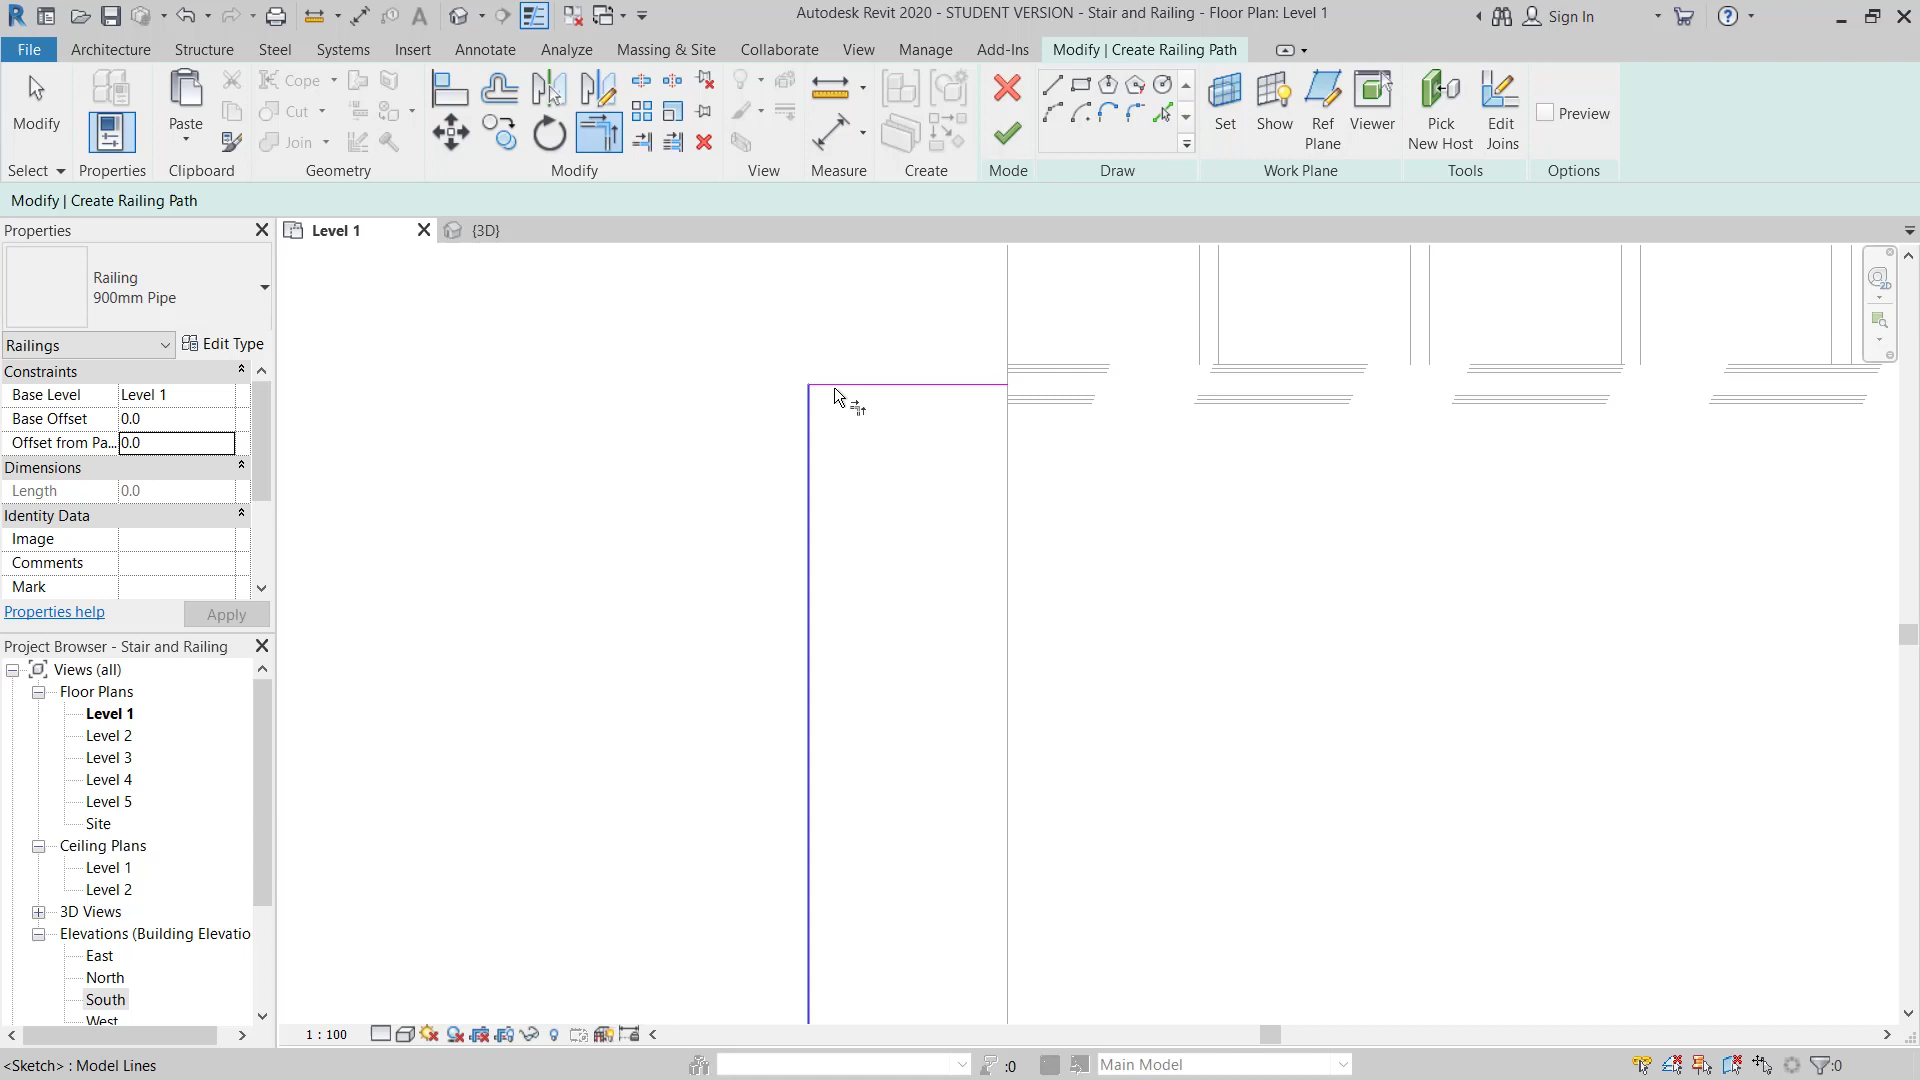 Autodesk Revit 2020 - STUDENT VERSION - Stair and Railing - Floor Plan: Level 1
Sign In
File Architecture Structure Steel Systems Insert Annotate Analyze Massing & Site Collaborate View Manage Add-Ins Modify | Create Railing Path
Modify
Paste
Cope
Cut
Join
Set Show Ref Plane Viewer
Pick New Host
Edit Joins
Preview
Select Properties Clipboard Geometry Modify View Measure Create Mode Draw Work Plane Tools Options
Modify | Create Railing Path
Properties
Level 1
{3D}
Railing
900mm Pipe
Railings
Edit Type
Constraints
Base Level Level 1
Base Offset 0.0
Offset from Pa... 0.0
Dimensions
Length 0.0
Identity Data
Image
Comments
Mark
Properties help
Apply
Project Browser - Stair and Railing
Views (all)
Floor Plans
Level 1
Level 2
Level 3
Level 4
Level 5
Site
Ceiling Plans
Level 1
Level 2
3D Views
Elevations (Building Elevatio
East
North
South
West
2D
1 : 100
<Sketch> : Model Lines
:0
Main Model
:0